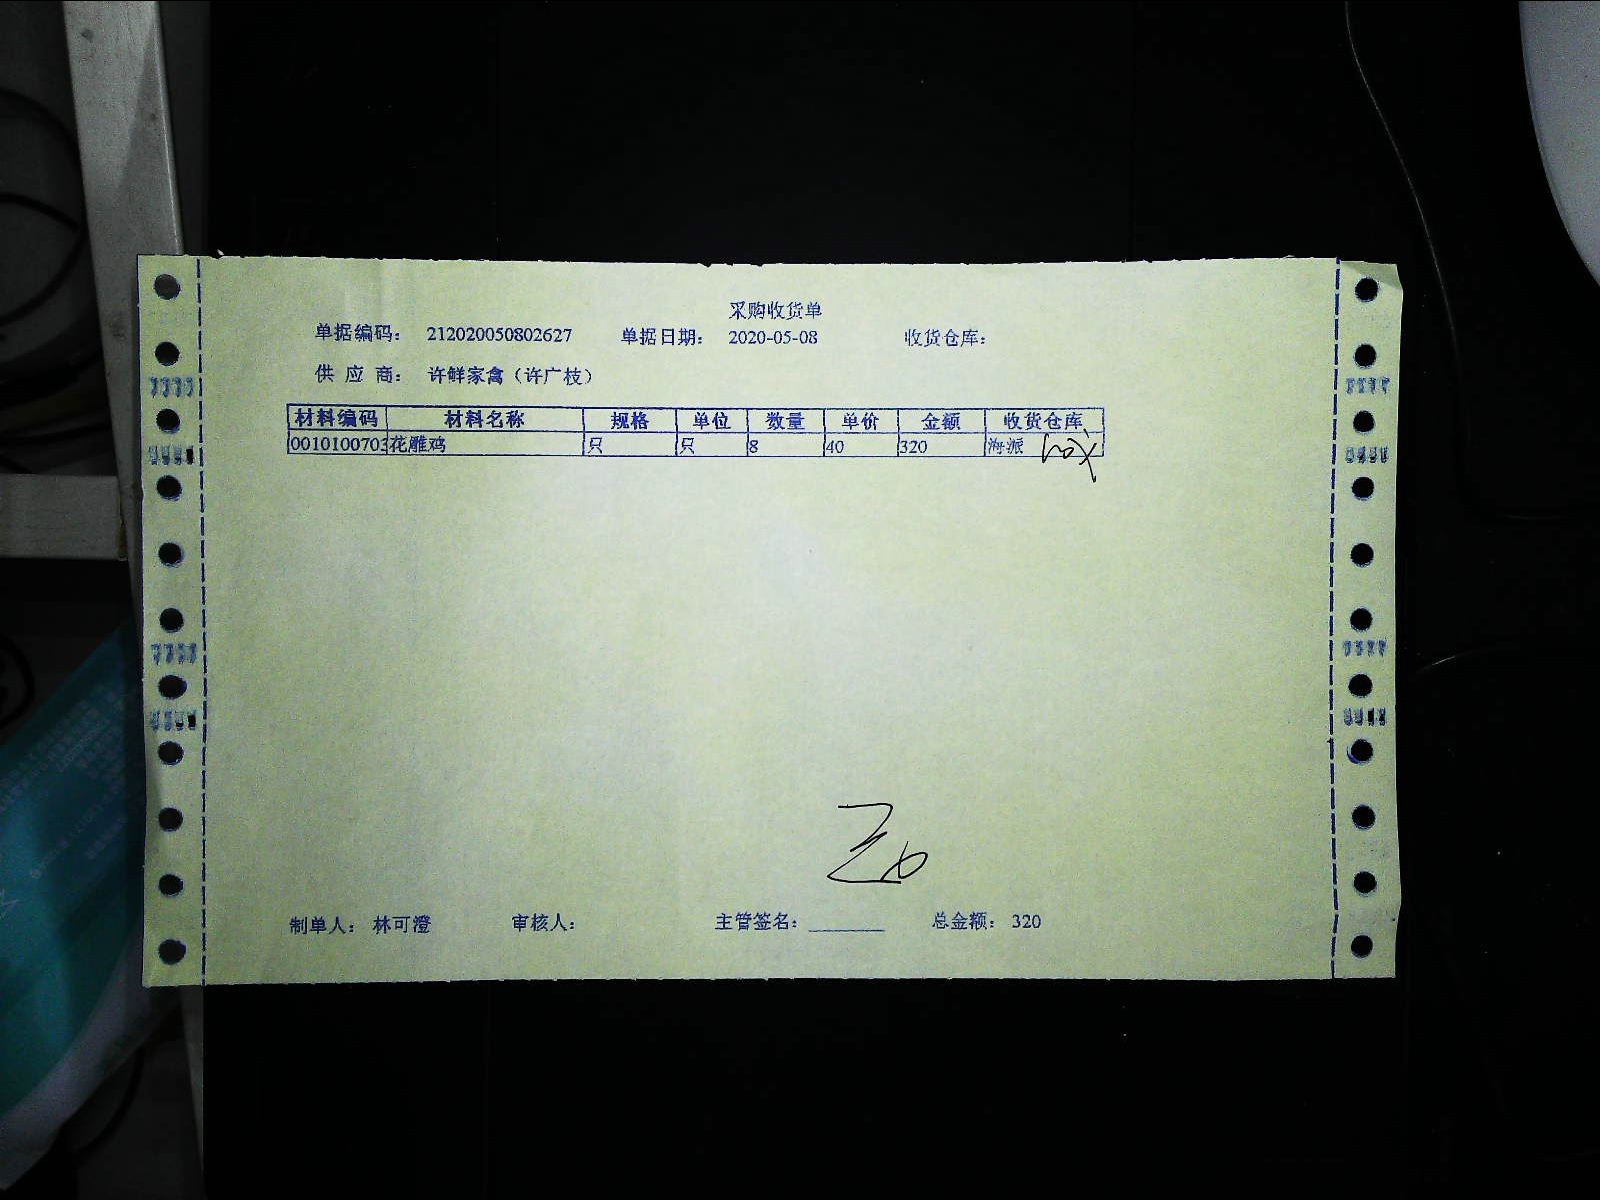 采购收货单
单据编码： 212020050802627 单据日期： 2020-05-08 收货仓库：
供 应 商： 许鲜家禽（许广枝）
材料编码 材料名称 规格 单位 数量 单价 金额 收货仓库
0010100703 花雕鸡 只 只 8 40 320 海派
制单人： 林可澄 审核人： 主管签名：________ 总金额： 320